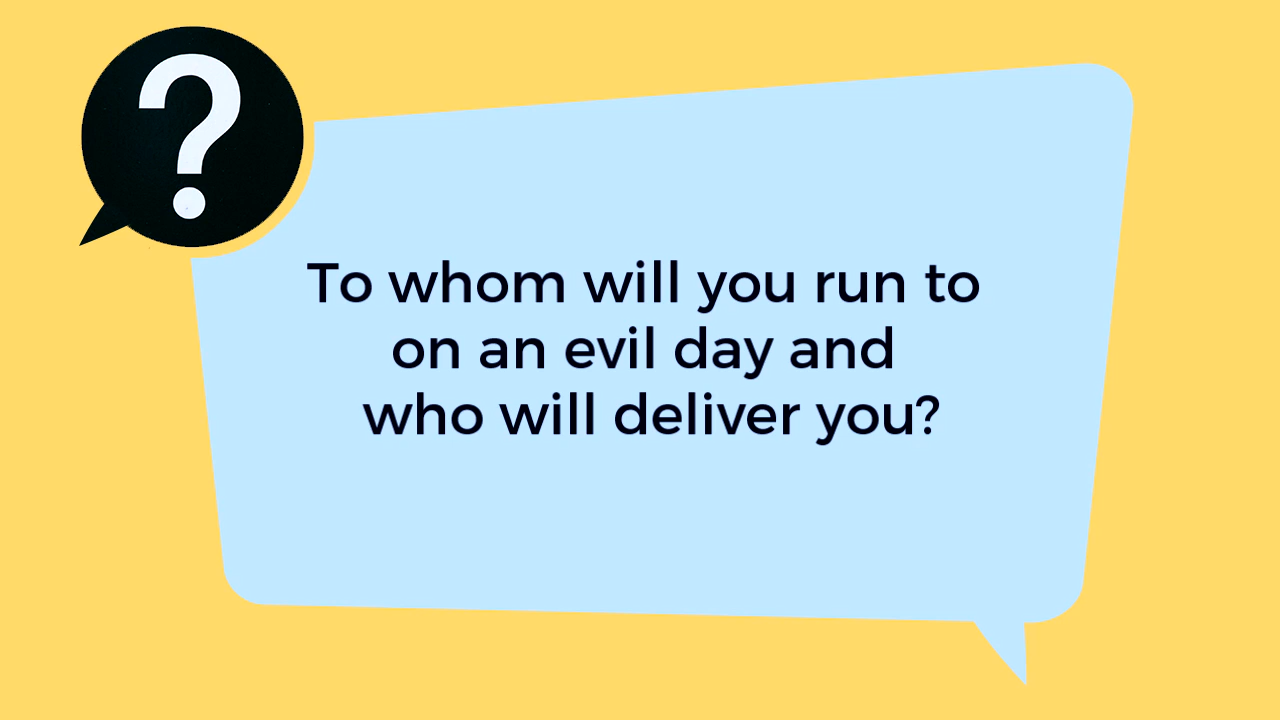 ?
To whom will you run to
on an evil day and
who will deliver you?